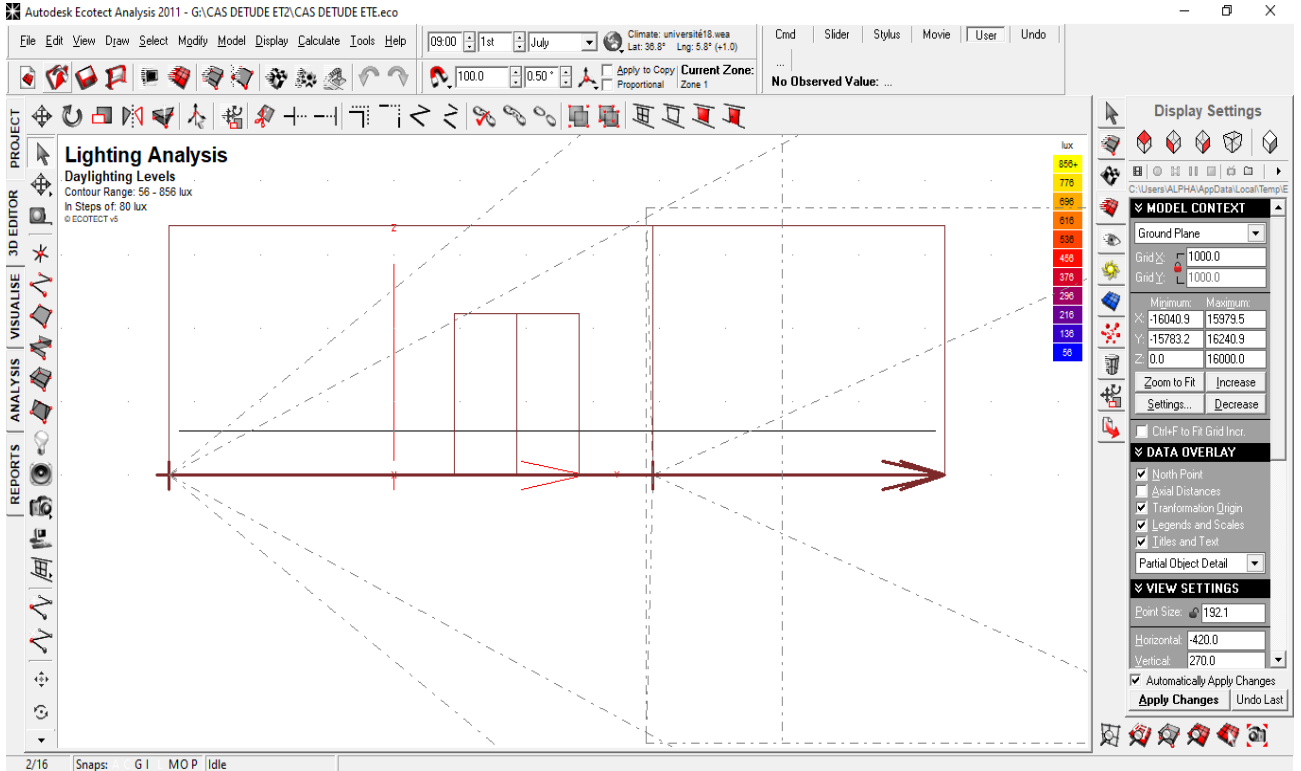 Autodesk Ecotect Analysis 2011 - G:\CAS DETUDE ET2\CAS DETUDE ETE.eco
File Edit View Draw Select Modify Model Display Calculate Tools Help
09:00 1st July
Climate: université18.wea
Lat: 36.8° Lng: 5.8° (+1.0)
Cmd Slider Stylus Movie User Undo
...
No Observed Value: ...
100.0 0.50 °
Apply to Copy
Proportional
Current Zone:
Zone 1
PROJECT
3D EDITOR
VISUALISE
ANALYSIS
REPORTS
Lighting Analysis
Daylighting Levels
Contour Range: 56 - 856 lux
In Steps of: 80 lux
© ECOTECT v5
Z
Y
X
lux
856+
776
696
616
536
456
376
296
216
136
56
Display Settings
C:\Users\ALPHA\AppData\Local\Temp\E
MODEL CONTEXT
Ground Plane
Grid X: 1000.0
Grid Y: 1000.0
Minimum: Maximum:
X: -16040.9 15979.5
Y: -15783.2 16240.9
Z: 0.0 16000.0
Zoom to Fit Increase
Settings... Decrease
Ctrl+F to Fit Grid Incr.
DATA OVERLAY
North Point
Axial Distances
Tranformation Origin
Legends and Scales
Titles and Text
Partial Object Detail
VIEW SETTINGS
Point Size: 192.1
Horizontal: -420.0
Vertical: 270.0
Automatically Apply Changes
Apply Changes Undo Last
2/16 Snaps: G I M O P Idle